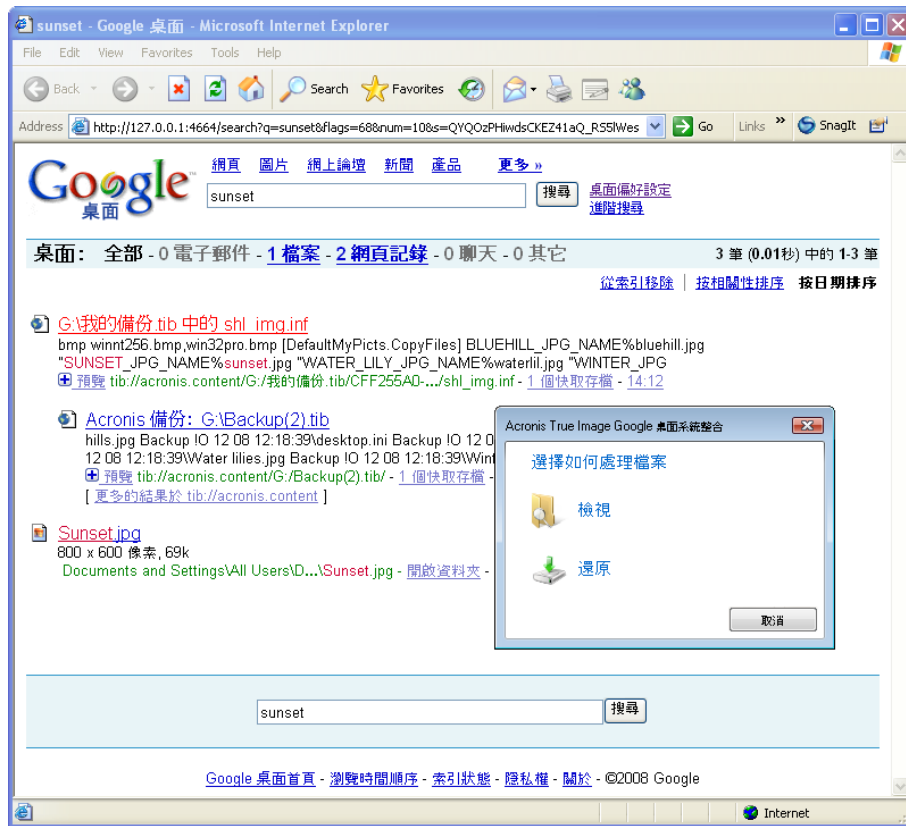 sunset - Google 桌面 - Microsoft Internet Explorer
File Edit View Favorites Tools Help
Back Search Favorites
Address http://127.0.0.1:4664/search?q=sunset&flags=68&num=10&s=QYQOzPHiwdsCKEZ41aQ_RS5lWes Go Links » SnagIt
Google 桌面
網頁 圖片 網上論壇 新聞 產品 更多 »
sunset 搜尋 桌面偏好設定
進階搜尋
桌面: 全部 - 0 電子郵件 - 1 檔案 - 2 網頁記錄 - 0 聊天 - 0 其它 3 筆 (0.01秒) 中的 1-3 筆
從索引移除 | 按相關性排序 按日期排序
G:\我的備份.tib 中的 shl_img.inf
bmp winnt256.bmp,win32pro.bmp [DefaultMyPicts.CopyFiles] BLUEHILL_JPG_NAME%bluehill.jpg
"SUNSET_JPG_NAME%sunset.jpg "WATER_LILY_JPG_NAME%waterlil.jpg "WINTER_JPG
預覽 tib://acronis.content/G:/我的備份.tib/CFF255A0-.../shl_img.inf - 1 個快取存檔 - 14:12
Acronis 備份: G:\Backup(2).tib
hills.jpg Backup !O 12 08 12:18:39\desktop.ini Backup !O 12 0
12 08 12:18:39\Water lilies.jpg Backup !O 12 08 12:18:39\Wint
預覽 tib://acronis.content/G:/Backup(2).tib/ - 1 個快取存檔 -
[ 更多的結果於 tib://acronis.content ]
Sunset.jpg
800 x 600 像素, 69k
Documents and Settings\All Users\D...\Sunset.jpg - 開啟資料夾 -
Acronis True Image Google 桌面系統整合
選擇如何處理檔案
檢視
還原
取消
sunset 搜尋
Google 桌面首頁 - 瀏覽時間順序 - 索引狀態 - 隱私權 - 關於 - ©2008 Google
Internet